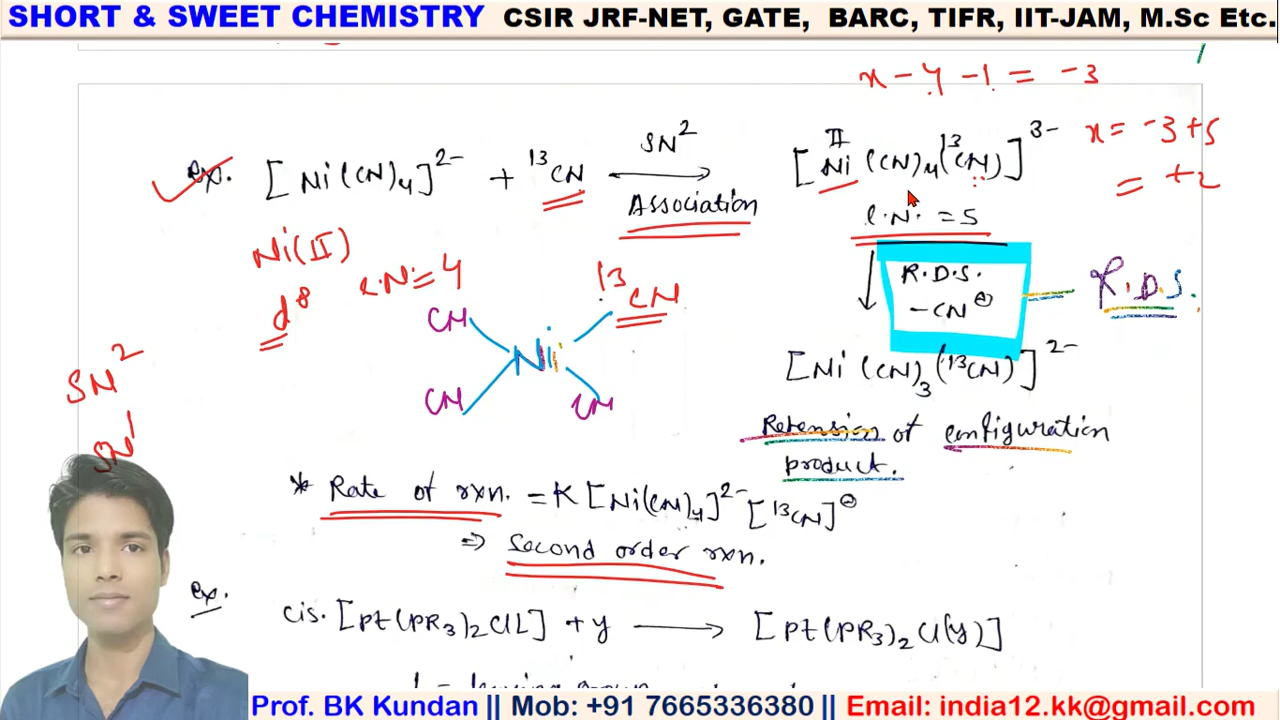 SHORT & SWEET CHEMISTRY CSIR JRF-NET, GATE, BARC, TIFR, IIT-JAM, M.Sc Etc.
x - 4 - 1 = -3
x = -3+5
= +2
ex. [Ni(CN)4]2- + 13CN ⇌ [Ni(CN)4(13CN)]3-
SN2
Association
II
C.N. = 5
Ni(II)
C.N. = 4
d8
R.D.S.
-CN⊖
R.D.S.
CN
13CN
Ni
CN
CN
SN2
SN1
[Ni(CN)3(13CN)]2-
Retension of configuration
product.
* Rate of rxn. = K[Ni(CN)4]2- [13CN]⊖
⇒ Second order rxn.
ex.
cis. [Pt(PR3)2ClL] + y ⟶ [Pt(PR3)2Cl(y)]
Prof. BK Kundan || Mob: +91 7665336380 || Email: india12.kk@gmail.com